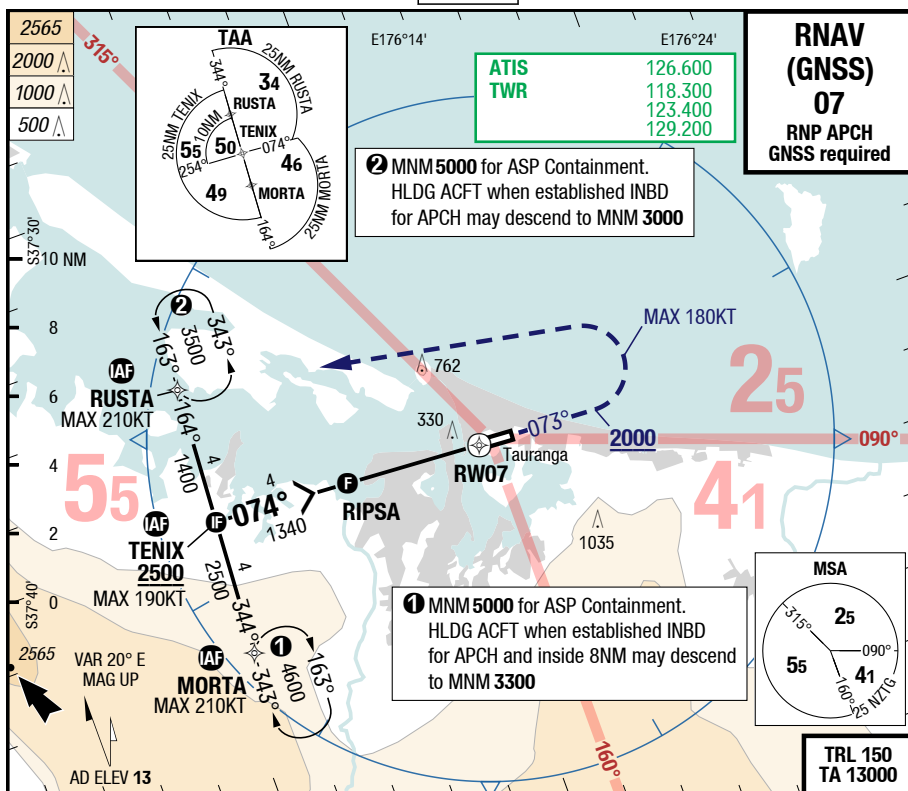 2565
2000
1000
500
315°
TAA
344°
25NM RUSTA
34
RUSTA
25NM TENIX
10NM
TENIX
55
50
074°
254°
46
49
MORTA
164°
25NM MORTA
E176°14'
E176°24'
ATIS 126.600
TWR 118.300
123.400
129.200
RNAV
(GNSS)
07
RNP APCH
GNSS required
2 MNM 5000 for ASP Containment.
HLDG ACFT when established INBD
for APCH may descend to MNM 3000
S37°30'
10 NM
8
6
4
2
0
S37°40'
2
343°
3500
163°
IAF
RUSTA
MAX 210KT
164°
4
1400
MAX 180KT
762
330
25
073°
2000
090°
RW07
Tauranga
55
41
F
RIPSA
4
074°
1340
IF
IAF
TENIX
2500
MAX 190KT
4
2500
1035
344°
1
4600
163°
343°
IAF
MORTA
MAX 210KT
1 MNM 5000 for ASP Containment.
HLDG ACFT when established INBD
for APCH and inside 8NM may descend
to MNM 3300
MSA
315°
25
090°
55
41
160°
25 NZTG
2565
VAR 20° E
MAG UP
AD ELEV 13
160°
TRL 150
TA 13000